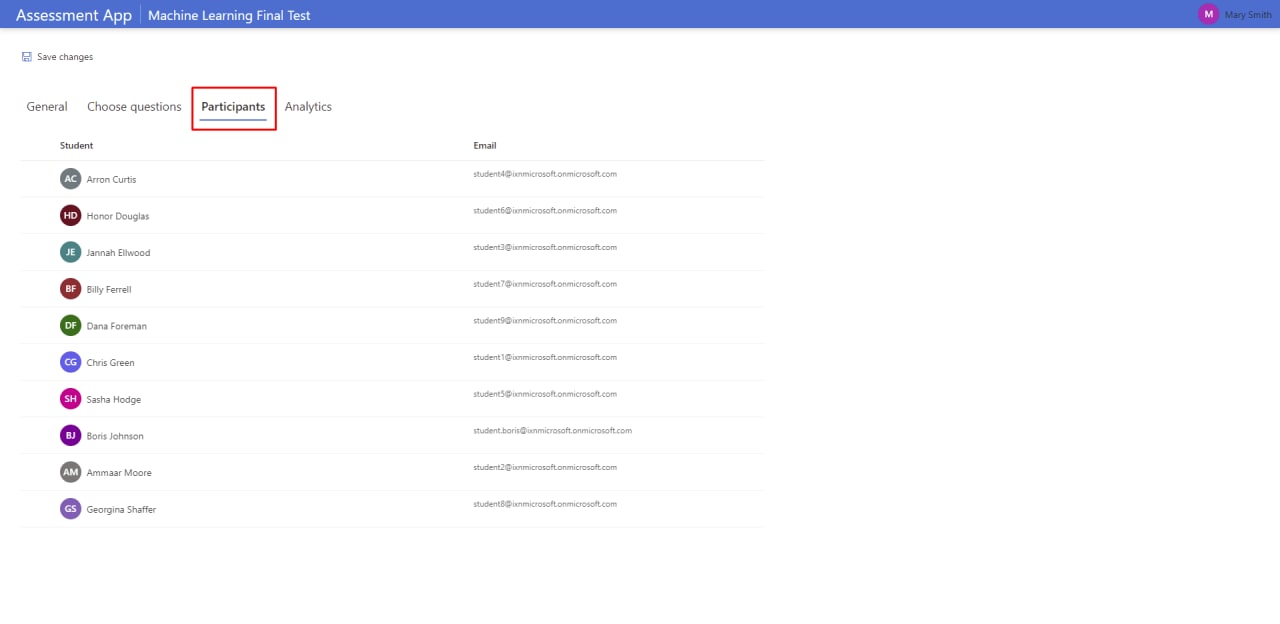 Assessment App Machine Learning Final Test M Mary Smith
Save changes
General Choose questions Participants Analytics
Student Email
AC Arron Curtis student4@ixnmicrosoft.onmicrosoft.com
HD Honor Douglas student6@ixnmicrosoft.onmicrosoft.com
JE Jannah Ellwood student3@ixnmicrosoft.onmicrosoft.com
BF Billy Ferrell student7@ixnmicrosoft.onmicrosoft.com
DF Dana Foreman student9@ixnmicrosoft.onmicrosoft.com
CG Chris Green student1@ixnmicrosoft.onmicrosoft.com
SH Sasha Hodge student5@ixnmicrosoft.onmicrosoft.com
BJ Boris Johnson student.boris@ixnmicrosoft.onmicrosoft.com
AM Ammaar Moore student2@ixnmicrosoft.onmicrosoft.com
GS Georgina Shaffer student8@ixnmicrosoft.onmicrosoft.com